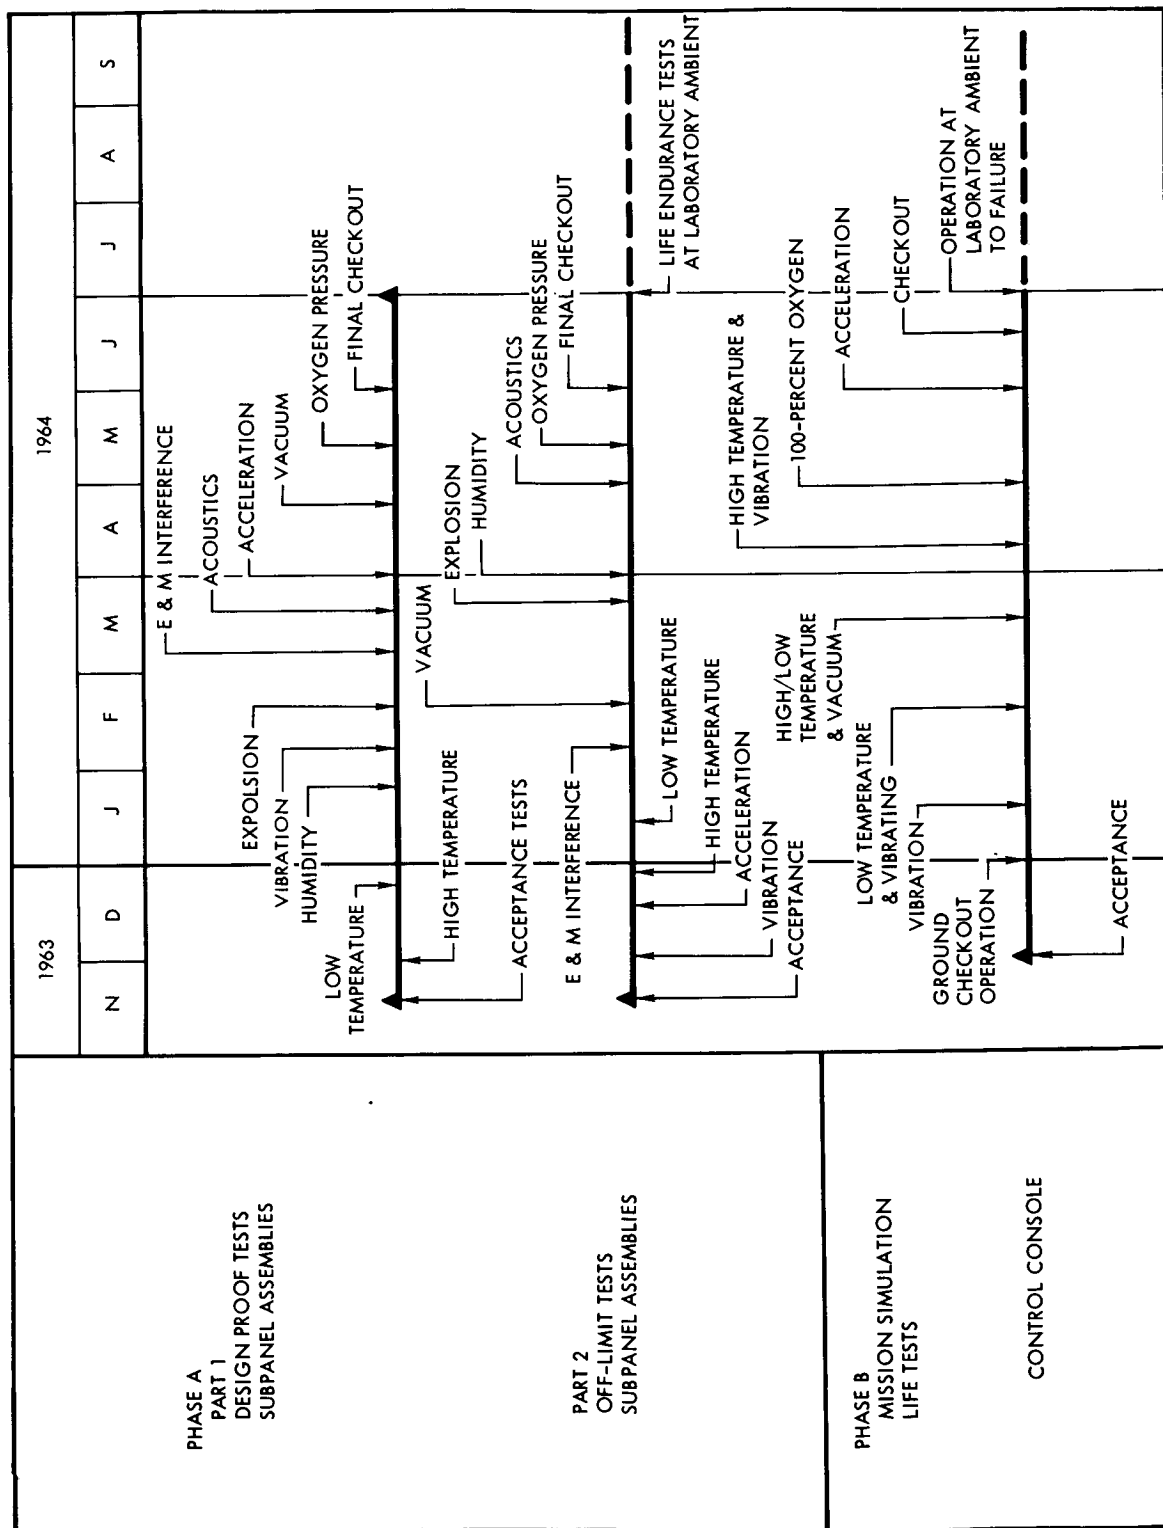 1963
1964
N
D
J
F
M
A
M
J
J
A
S
PHASE A
PART 1
DESIGN PROOF TESTS
SUBPANEL ASSEMBLIES
E & M INTERFERENCE
ACOUSTICS
ACCELERATION
VACUUM
OXYGEN PRESSURE
FINAL CHECKOUT
EXPOLSION
VIBRATION
HUMIDITY
LOW
TEMPERATURE
HIGH TEMPERATURE
ACCEPTANCE TESTS
PART 2
OFF-LIMIT TESTS
SUBPANEL ASSEMBLIES
VACUUM
EXPLOSION
HUMIDITY
ACOUSTICS
OXYGEN PRESSURE
FINAL CHECKOUT
E & M INTERFERENCE
LOW TEMPERATURE
HIGH TEMPERATURE
ACCELERATION
VIBRATION
ACCEPTANCE
LIFE ENDURANCE TESTS
AT LABORATORY AMBIENT
PHASE B
MISSION SIMULATION
LIFE TESTS
CONTROL CONSOLE
HIGH TEMPERATURE &
VIBRATION
100-PERCENT OXYGEN
ACCELERATION
CHECKOUT
OPERATION AT
LABORATORY AMBIENT
TO FAILURE
HIGH/LOW
TEMPERATURE
& VACUUM
LOW TEMPERATURE
& VIBRATING
VIBRATION
GROUND
CHECKOUT
OPERATION
ACCEPTANCE